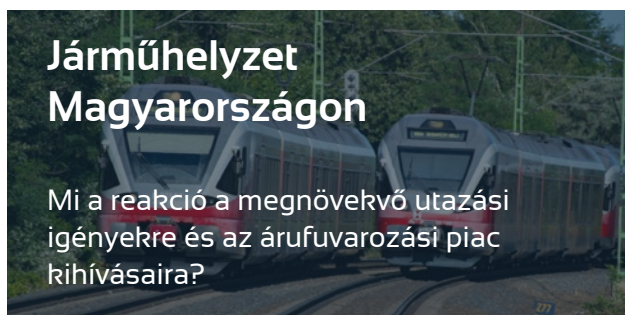 Járműhelyzet
Magyarországon
Mi a reakció a megnövekvő utazási
igényekre és az árufuvarozási piac
kihívásaira?